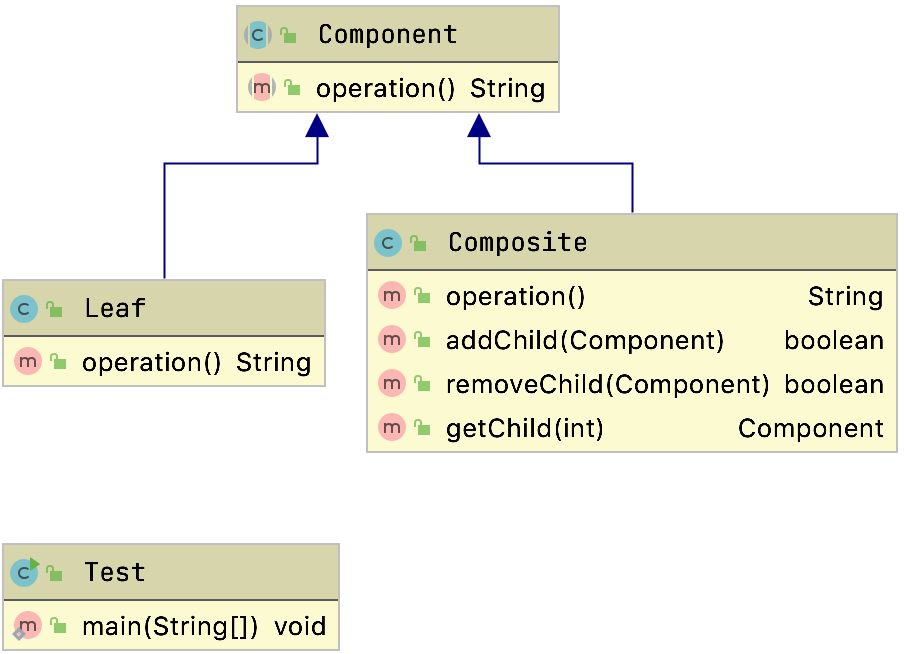 Component
operation() String
Composite
operation() String
addChild(Component) boolean
removeChild(Component) boolean
getChild(int) Component
Leaf
operation() String
Test
main(String[]) void